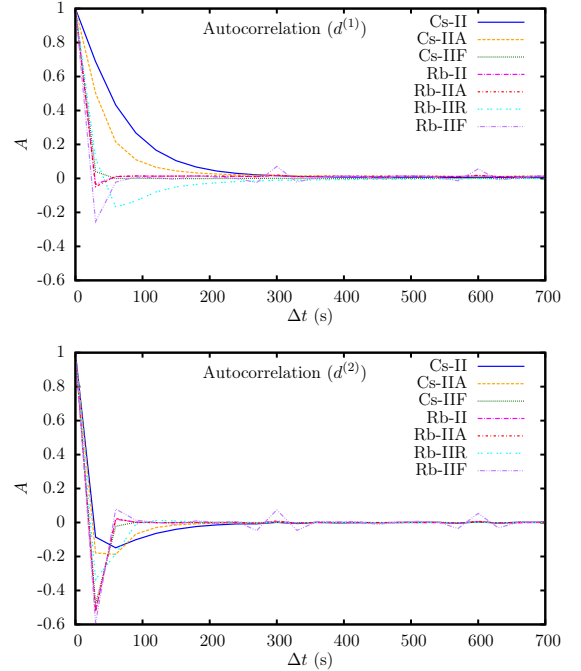 Autocorrelation (d^(1))
Cs-II
Cs-IIA
Cs-IIF
Rb-II
Rb-IIA
Rb-IIR
Rb-IIF
1
0.8
0.6
0.4
0.2
0
-0.2
-0.4
-0.6
A
0 100 200 300 400 500 600 700
Δt (s)
Autocorrelation (d^(2))
Cs-II
Cs-IIA
Cs-IIF
Rb-II
Rb-IIA
Rb-IIR
Rb-IIF
1
0.8
0.6
0.4
0.2
0
-0.2
-0.4
-0.6
A
0 100 200 300 400 500 600 700
Δt (s)